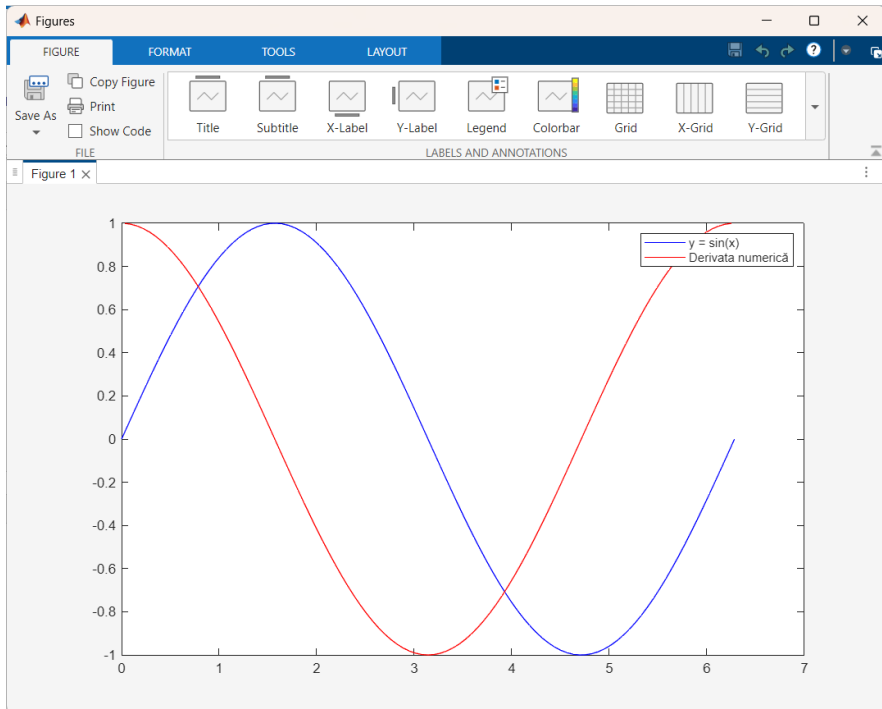 Figures
FIGURE FORMAT TOOLS LAYOUT
Save As
Copy Figure
Print
Show Code
FILE
Title Subtitle X-Label Y-Label Legend Colorbar Grid X-Grid Y-Grid
LABELS AND ANNOTATIONS
Figure 1
y = sin(x)
Derivata numerică
1
0.8
0.6
0.4
0.2
0
-0.2
-0.4
-0.6
-0.8
-1
0 1 2 3 4 5 6 7